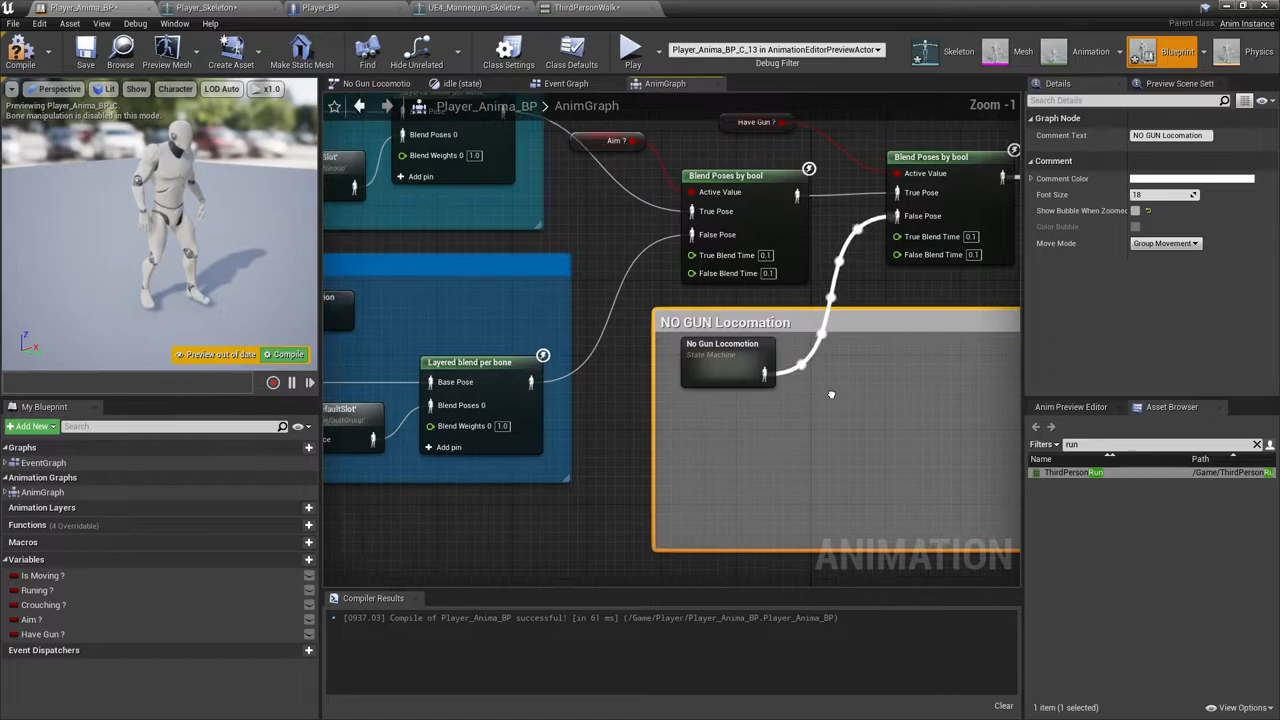 Player_Anima_BP*
Player_Skeleton*
Player_BP
UE4_Mannequin_Skeleto*
ThirdPersonWalk*
File
Edit
Asset
View
Debug
Window
Help
Parent class:
Anim Instance
Compile
Save
Browse
Preview Mesh
Create Asset
Make Static Mesh
Find
Hide Unrelated
Class Settings
Class Defaults
Play
Player_Anima_BP_C_13 in AnimationEditorPreviewActor
Debug Filter
Skeleton
Mesh
Animation
Blueprint
Physics
Perspective
Lit
Show
Character
LOD Auto
x1.0
Previewing Player_Anima_BP_C.
Bone manipulation is disabled in this mode.
Z
X
Preview out of date
Compile
No Gun Locomotio
idle (state)
Event Graph
AnimGraph
Player_Anima_BP > AnimGraph
Zoom -1
Blend Poses 0
Blend Weights 0 1.0
Add pin
Aim ?
Have Gun ?
Blend Poses by bool
Active Value
True Pose
False Pose
True Blend Time 0.1
False Blend Time 0.1
Blend Poses by bool
Active Value
True Pose
False Pose
True Blend Time 0.1
False Blend Time 0.1
Layered blend per bone
Base Pose
Blend Poses 0
Blend Weights 0 1.0
Add pin
NO GUN Locomation
No Gun Locomation
State Machine
ANIMATION
Compiler Results
[0937.03] Compile of Player_Anima_BP successful! [in 61 ms] (/Game/Player/Player_Anima_BP.Player_Anima_BP)
Clear
My Blueprint
Add New
Search
Graphs
EventGraph
Animation Graphs
AnimGraph
Animation Layers
Functions (4 Overridable)
Macros
Variables
Is Moving ?
Runing ?
Crouching ?
Aim ?
Have Gun ?
Event Dispatchers
Details
Preview Scene Sett
Search Details
Graph Node
Comment Text
NO GUN Locomation
Comment
Comment Color
Font Size
18
Show Bubble When Zoomed
Color Bubble
Move Mode
Group Movement
Anim Preview Editor
Asset Browser
Filters
run
Name
Path
ThirdPersonRun
/Game/ThirdPersonRu
1 item (1 selected)
View Options